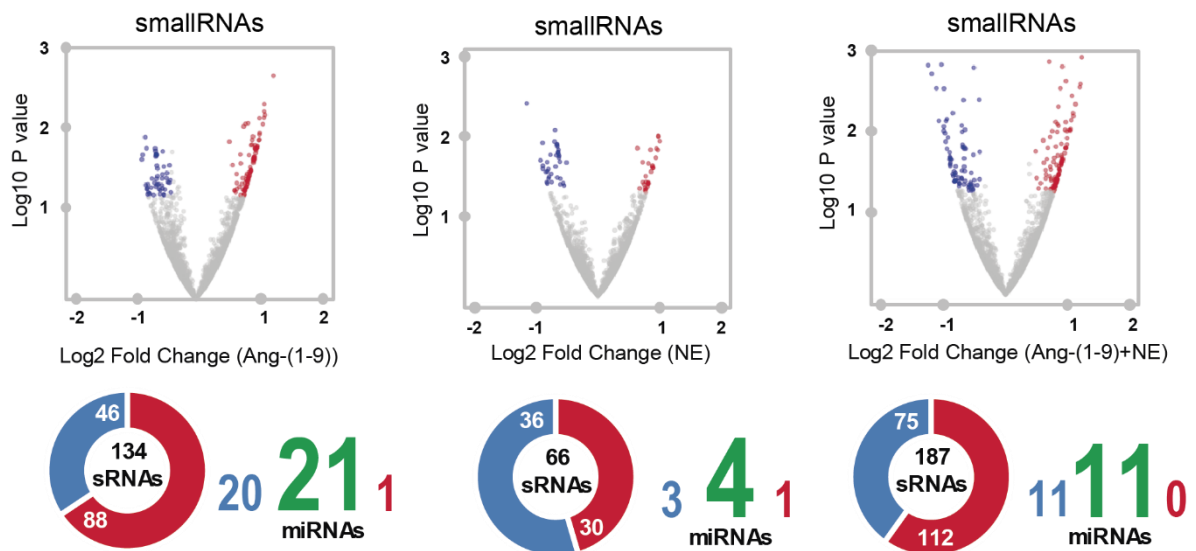 smallRNAs
3
2
1
Log10 P value
-2
-1
1
2
Log2 Fold Change (Ang-(1-9))
46
134
sRNAs
88
20
21
1
miRNAs
smallRNAs
3
2
1
Log10 P value
-2
-1
1
2
Log2 Fold Change (NE)
36
66
sRNAs
30
3
4
1
miRNAs
smallRNAs
3
2
1
Log10 P value
-2
-1
1
2
Log2 Fold Change (Ang-(1-9)+NE)
75
187
sRNAs
112
11
11
0
miRNAs